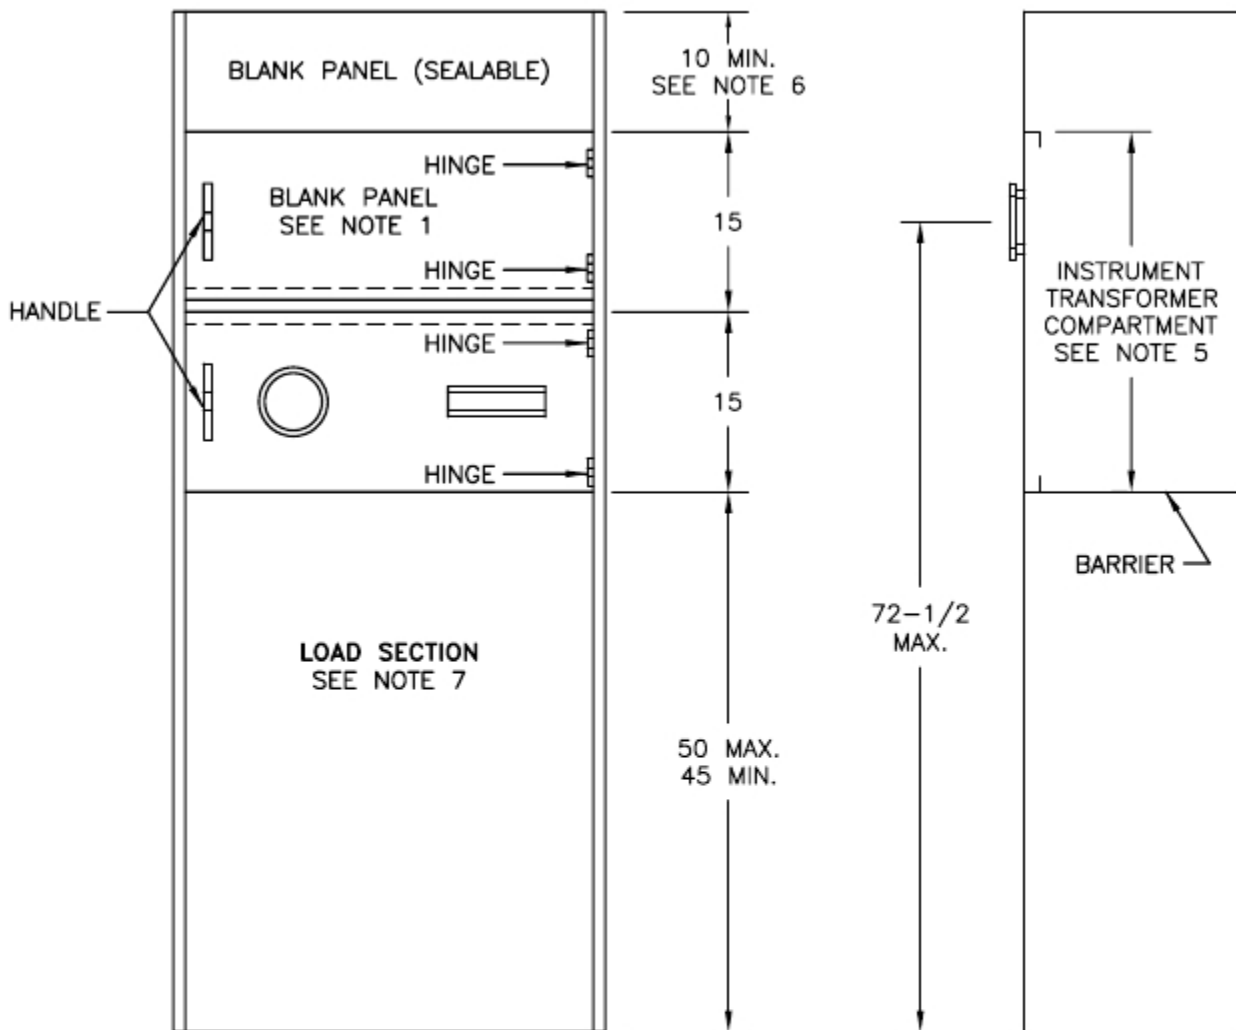 BLANK PANEL (SEALABLE)
10 MIN.
SEE NOTE 6
HINGE
BLANK PANEL
SEE NOTE 1
15
HINGE
HANDLE
INSTRUMENT
TRANSFORMER
COMPARTMENT
SEE NOTE 5
HINGE
15
HINGE
BARRIER
72-1/2
MAX.
LOAD SECTION
SEE NOTE 7
50 MAX.
45 MIN.